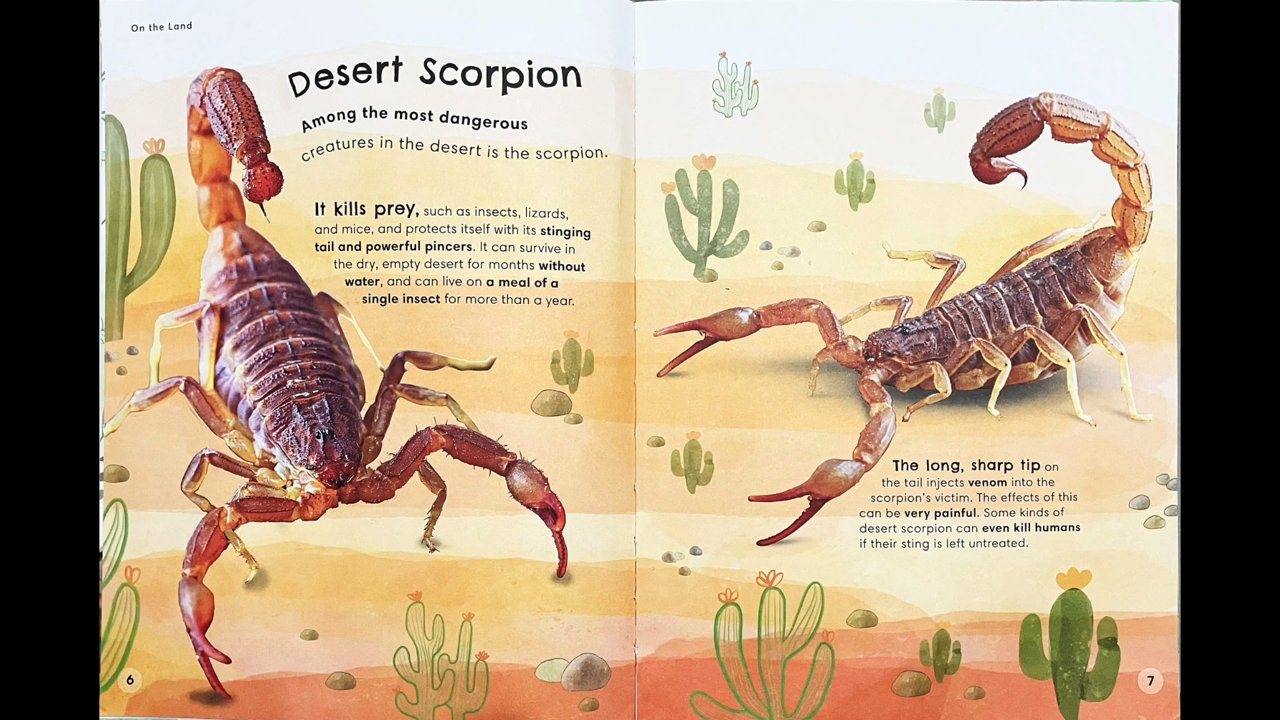 On the Land
Desert Scorpion
Among the most dangerous
creatures in the desert is the scorpion.
It kills prey, such as insects, lizards,
and mice, and protects itself with its stinging
tail and powerful pincers. It can survive in
the dry, empty desert for months without
water, and can live on a meal of a
single insect for more than a year.
6
The long, sharp tip on
the tail injects venom into the
scorpion's victim. The effects of this
can be very painful. Some kinds of
desert scorpion can even kill humans
if their sting is left untreated.
7